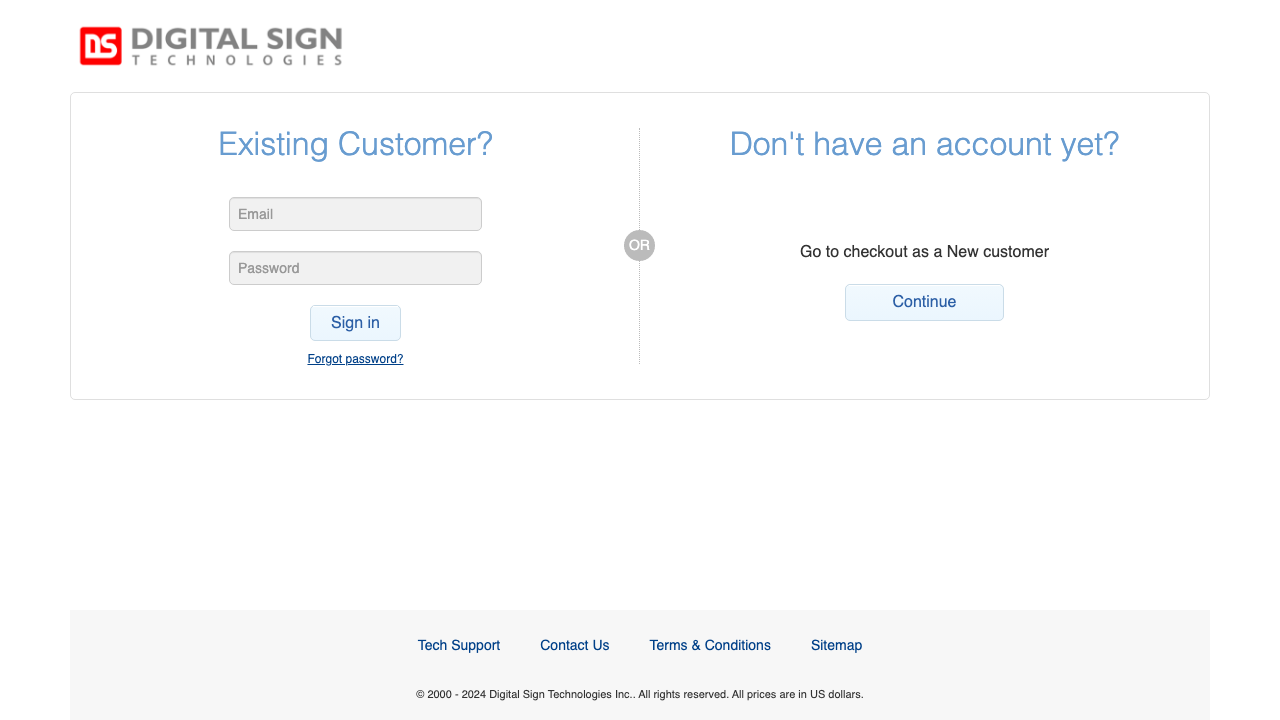 DS DIGITAL SIGN
TECHNOLOGIES
Existing Customer?
Email
Password
Sign in
Forgot password?
OR
Don't have an account yet?
Go to checkout as a New customer
Continue
Tech Support Contact Us Terms & Conditions Sitemap
© 2000 - 2024 Digital Sign Technologies Inc.. All rights reserved. All prices are in US dollars.